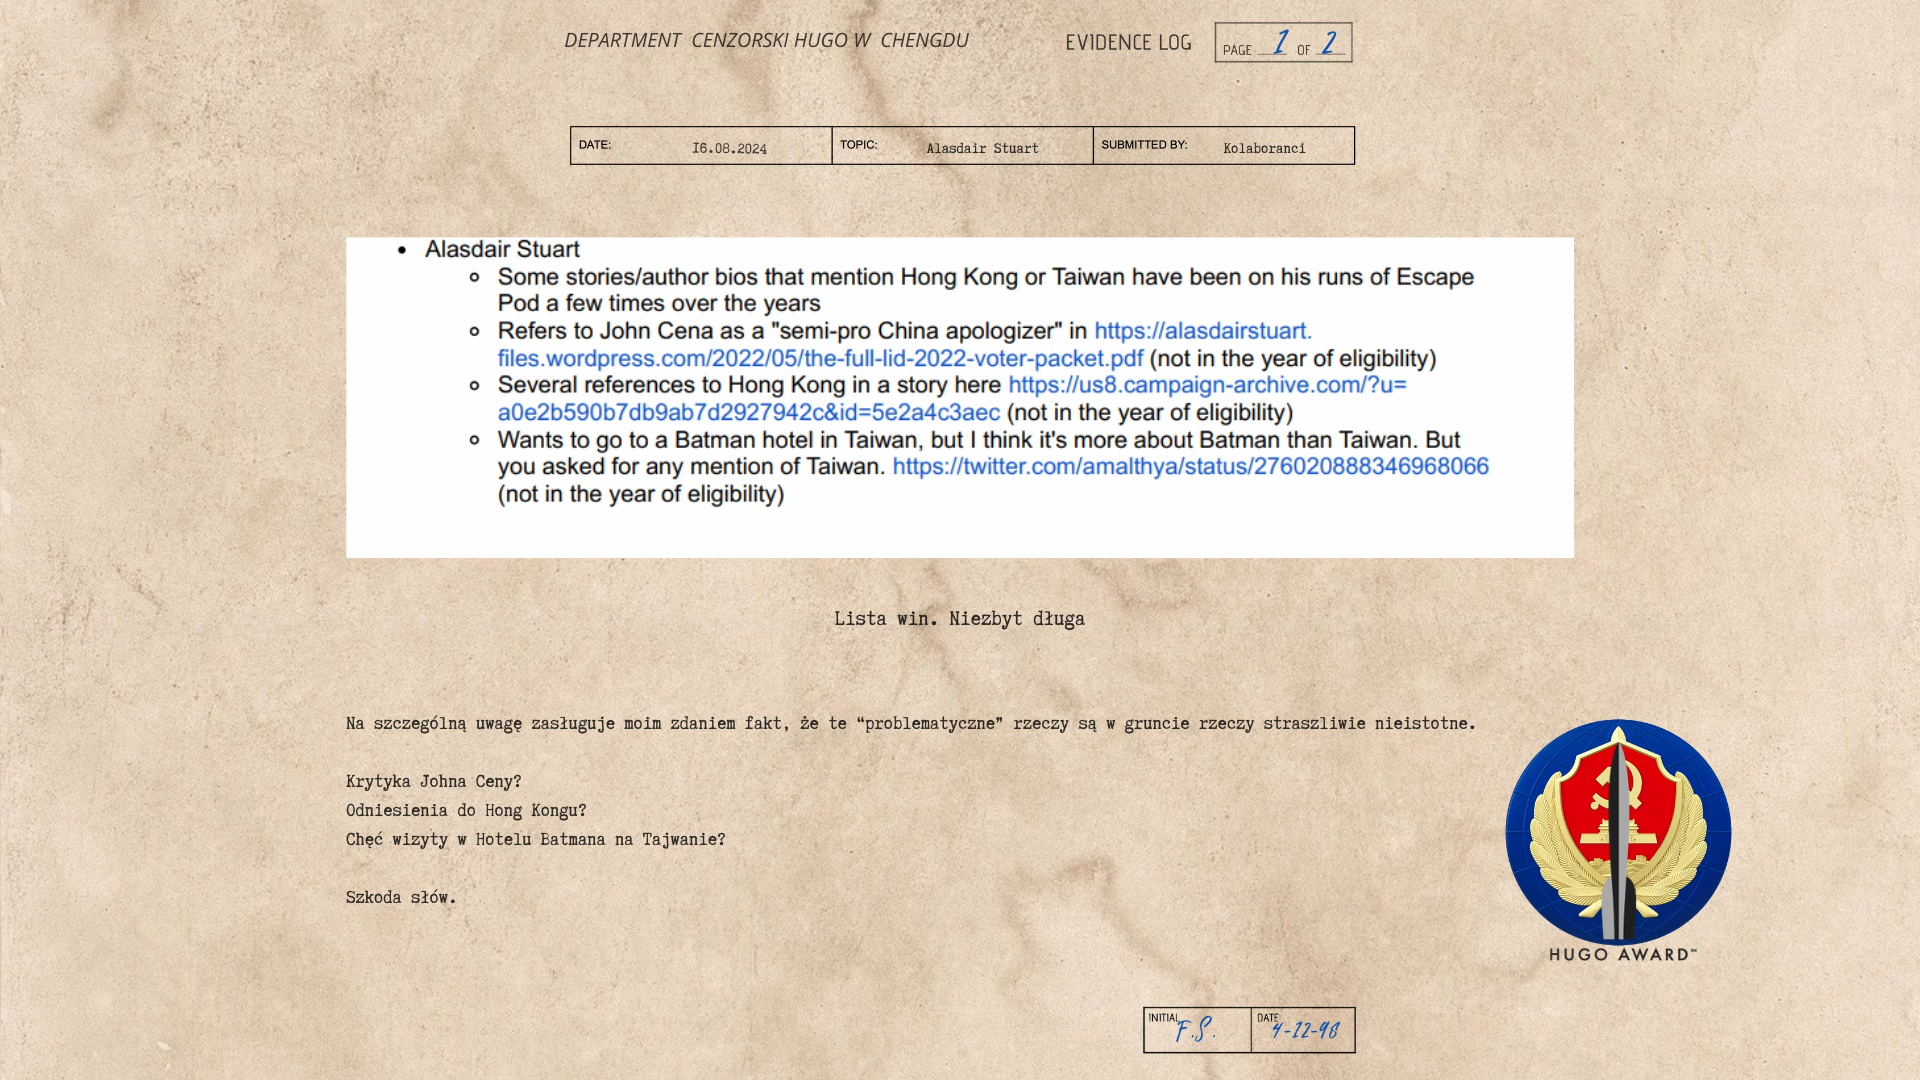 DEPARTMENT CENZORSKI HUGO W CHENGDU
EVIDENCE LOG
PAGE 1 OF 2
DATE: 16.08.2024
TOPIC: Alasdair Stuart
SUBMITTED BY: Kolaboranci
• Alasdair Stuart
o Some stories/author bios that mention Hong Kong or Taiwan have been on his runs of Escape
Pod a few times over the years
o Refers to John Cena as a "semi-pro China apologizer" in https://alasdairstuart.
files.wordpress.com/2022/05/the-full-lid-2022-voter-packet.pdf (not in the year of eligibility)
o Several references to Hong Kong in a story here https://us8.campaign-archive.com/?u=
a0e2b590b7db9ab7d2927942c&id=5e2a4c3aec (not in the year of eligibility)
o Wants to go to a Batman hotel in Taiwan, but I think it's more about Batman than Taiwan. But
you asked for any mention of Taiwan. https://twitter.com/amalthya/status/276020888346968066
(not in the year of eligibility)
Lista win. Niezbyt długa
Na szczególną uwagę zasługuje moim zdaniem fakt, że te “problematyczne” rzeczy są w gruncie rzeczy straszliwie nieistotne.
Krytyka Johna Ceny?
Odniesienia do Hong Kongu?
Chęć wizyty w Hotelu Batmana na Tajwanie?
Szkoda słów.
HUGO AWARD™
INITIAL F.S.
DATE: 4-12-98